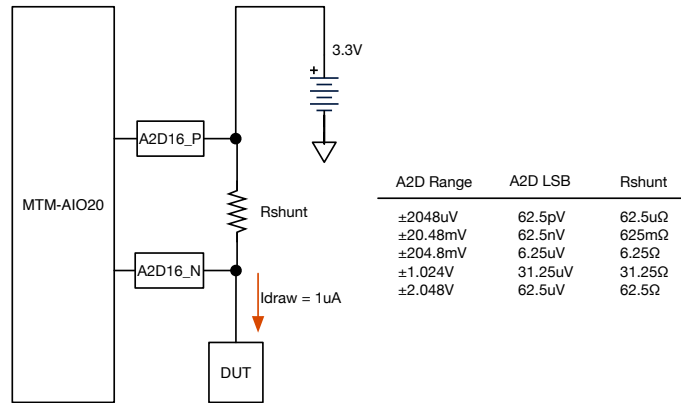 3.3V
+
A2D16_P
MTM-AIO20
Rshunt
A2D16_N
Idraw = 1uA
DUT
A2D Range A2D LSB Rshunt
±2048uV 62.5pV 62.5uΩ
±20.48mV 62.5nV 625mΩ
±204.8mV 6.25uV 6.25Ω
±1.024V 31.25uV 31.25Ω
±2.048V 62.5uV 62.5Ω